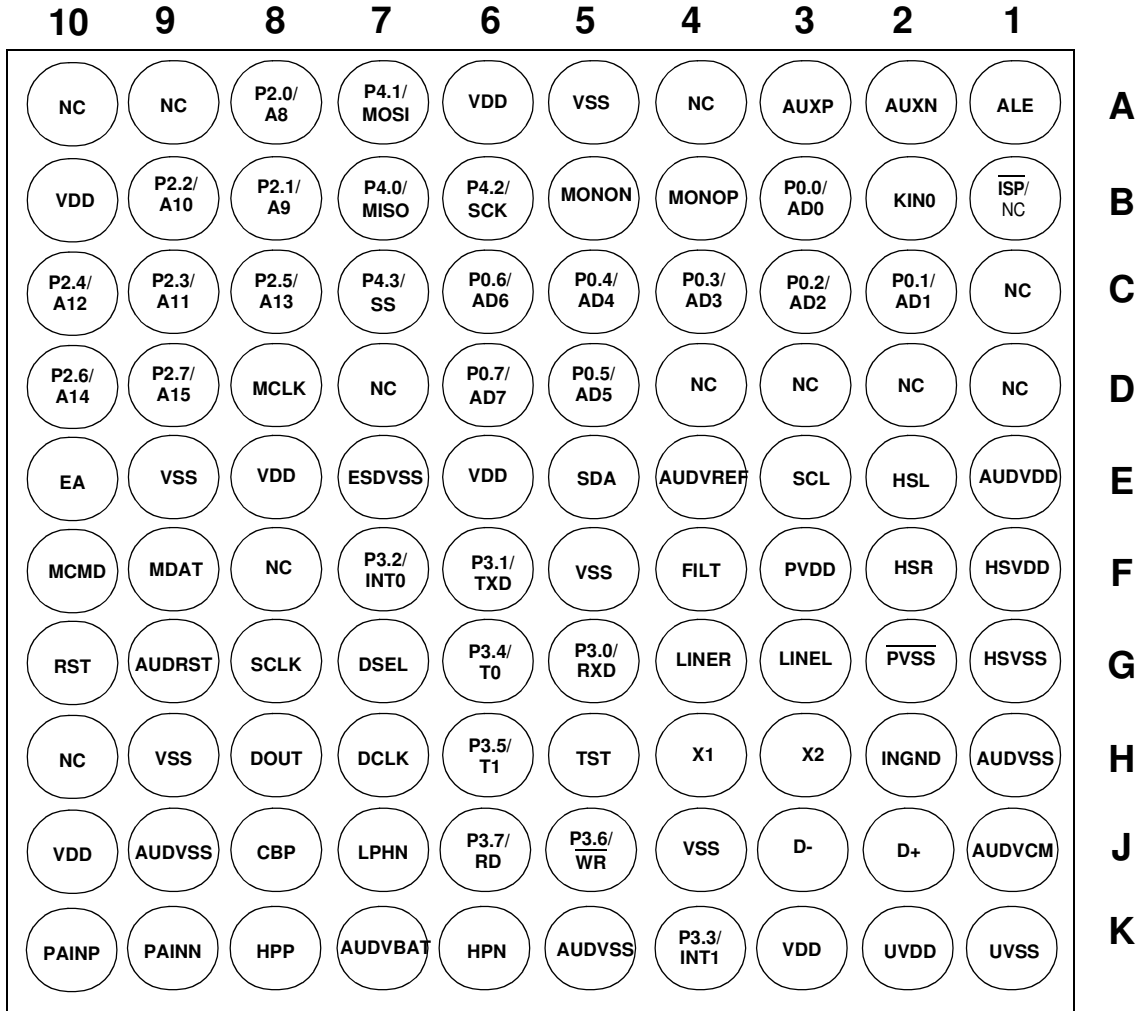 10 9 8 7 6 5 4 3 2 1
NC NC P2.0/ P4.1/ VDD VSS NC AUXP AUXN ALE A
A8 MOSI
VDD P2.2/ P2.1/ P4.0/ P4.2/ MONON MONOP P0.0/ KIN0 ISP/ B
A10 A9 MISO SCK AD0 NC
P2.4/ P2.3/ P2.5/ P4.3/ P0.6/ P0.4/ P0.3/ P0.2/ P0.1/ NC C
A12 A11 A13 SS AD6 AD4 AD3 AD2 AD1
P2.6/ P2.7/ MCLK NC P0.7/ P0.5/ NC NC NC NC D
A14 A15 AD7 AD5
EA VSS VDD ESDVSS VDD SDA AUDVREF SCL HSL AUDVDD E
MCMD MDAT NC P3.2/ P3.1/ VSS FILT PVDD HSR HSVDD F
INT0 TXD
RST AUDRST SCLK DSEL P3.4/ P3.0/ LINER LINEL PVSS HSVSS G
T0 RXD
NC VSS DOUT DCLK P3.5/ TST X1 X2 INGND AUDVSS H
T1
VDD AUDVSS CBP LPHN P3.7/ P3.6/ VSS D- D+ AUDVCM J
RD WR
PAINP PAINN HPP AUDVBAT HPN AUDVSS P3.3/ VDD UVDD UVSS K
INT1